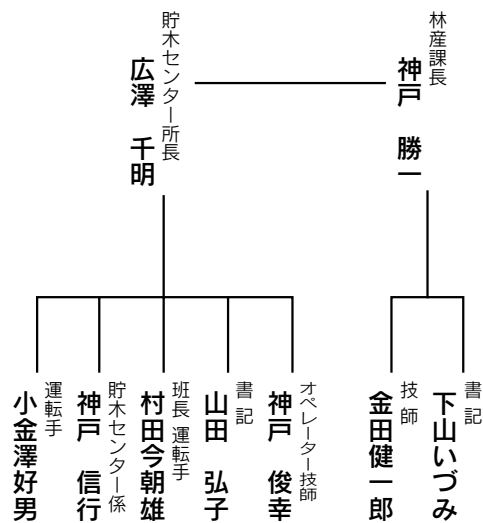 林産課長
神戸　勝一
貯木センター所長
広澤　千明
書記
下山いづみ
技師
金田健一郎
オペレーター技師
神戸　俊幸
書記
山田　弘子
班長 運転手
村田今朝雄
貯木センター係
神戸　信行
運転手
小金澤好男